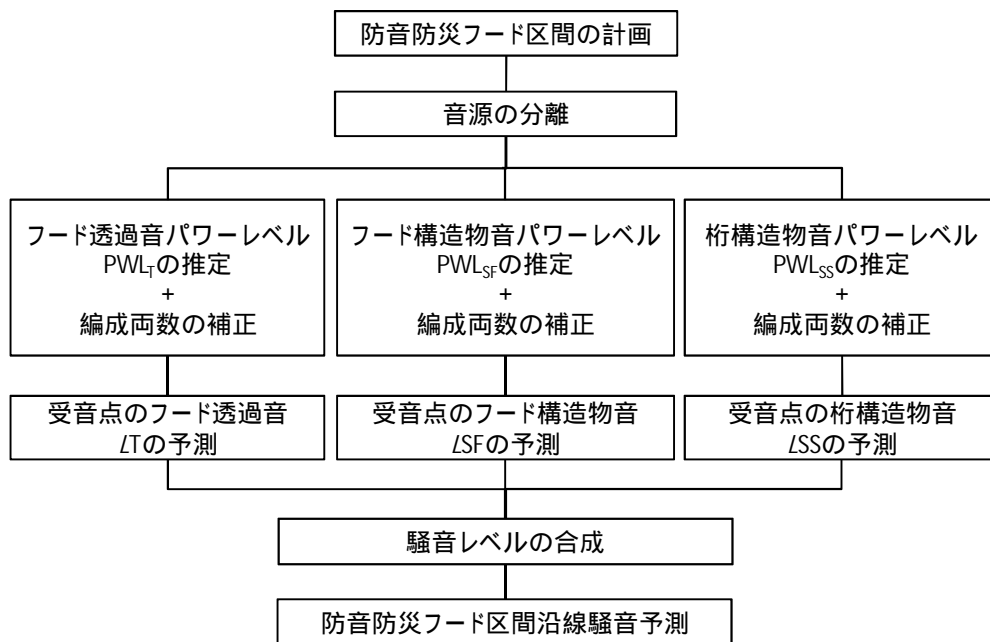 防音防災フード区間の計画
音源の分離
フード透過音パワーレベル
PWLTの推定
+
編成両数の補正
フード構造物音パワーレベル
PWLSFの推定
+
編成両数の補正
桁構造物音パワーレベル
PWLSSの推定
+
編成両数の補正
受音点のフード透過音
LTの予測
受音点のフード構造物音
LSFの予測
受音点の桁構造物音
LSSの予測
騒音レベルの合成
防音防災フード区間沿線騒音予測